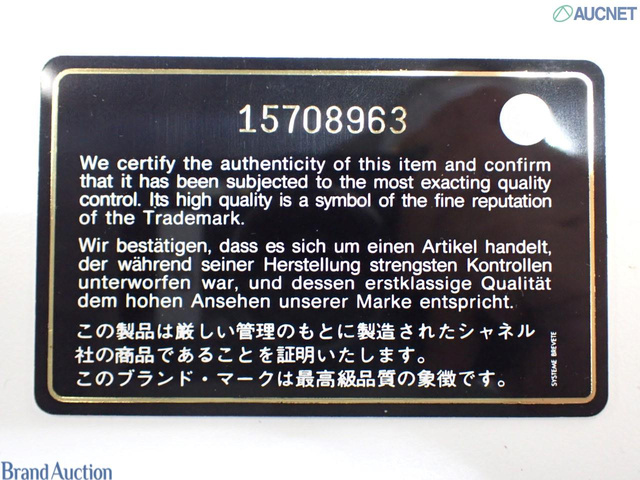 AUCNET
15708963
We certify the authenticity of this item and confirm
that it has been subjected to the most exacting quality
control. Its high quality is a symbol of the fine reputation
of the Trademark.
Wir bestätigen, dass es sich um einen Artikel handelt,
der während seiner Herstellung strengsten Kontrollen
unterworfen war, und dessen erstklassige Qualität
dem hohen Ansehen unserer Marke entspricht.
この製品は厳しい管理のもとに製造されたシャネル
社の商品であることを証明いたします。
このブランド・マークは最高級品質の象徴です。
SYSTEME BREVETE
Brand Auction